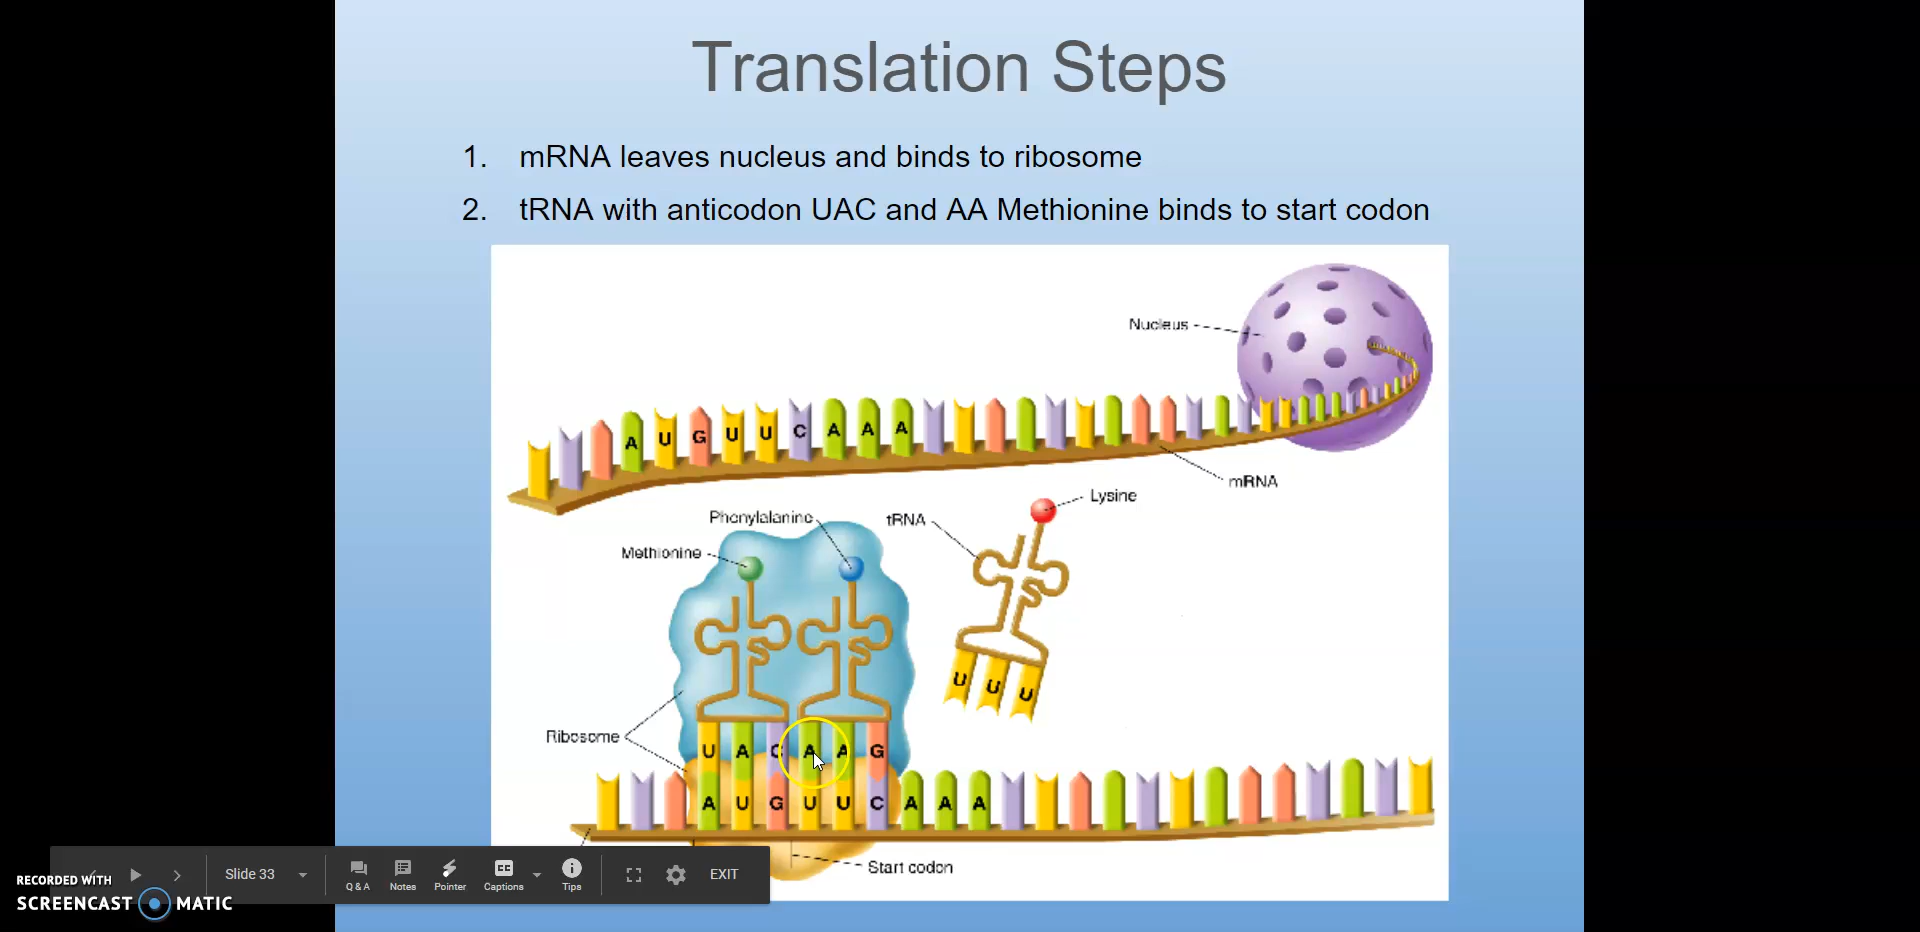 Translation Steps
1. mRNA leaves nucleus and binds to ribosome
2. tRNA with anticodon UAC and AA Methionine binds to start codon
Nucleus
A U G U U C A A A
mRNA
Lysine
Phenylalanine
tRNA
Methionine
U U U
Ribosome
U A C A A G
A U G U U C A A A
Start codon
Slide 33
Q & A
Notes
Pointer
CC
Captions
Tips
EXIT
RECORDED WITH
SCREENCAST MATIC